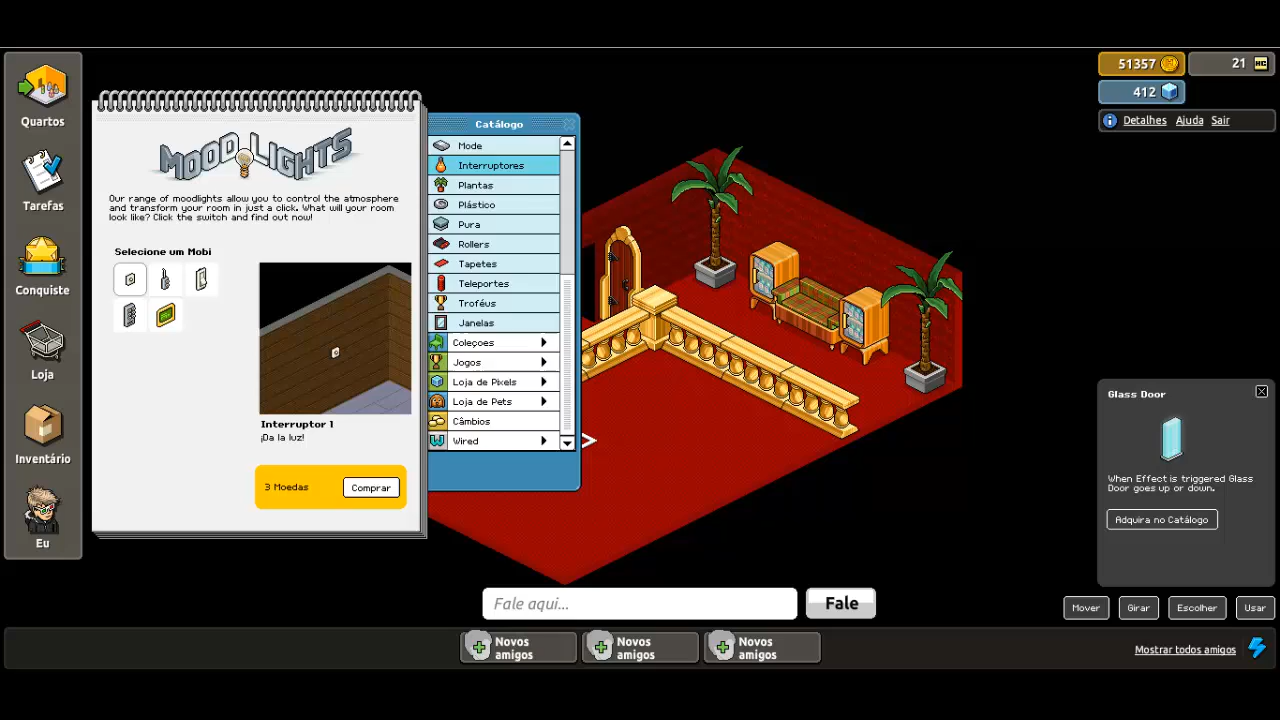 51357
21
HC
412
Detalhes Ajuda Sair
Quartos
Tarefas
Conquiste
Loja
Inventário
Eu
MOODLIGHTS
Our range of moodlights allow you to control the atmosphere
and transform your room in just a click. What will your room
look like? Click the switch and find out now!
Selecione um Mobi
Interruptor 1
¡Da la luz!
3 Moedas
Comprar
Catálogo
Mode
Interruptores
Plantas
Plástico
Pura
Rollers
Tapetes
Teleportes
Troféus
Janelas
Coleçoes
Jogos
Loja de Pixels
Loja de Pets
Câmbios
Wired
Glass Door
When Effect is triggered Glass
Door goes up or down.
Adquira no Catálogo
Fale aqui...
Fale
Mover
Girar
Escolher
Usar
Novos
amigos
Novos
amigos
Novos
amigos
Mostrar todos amigos